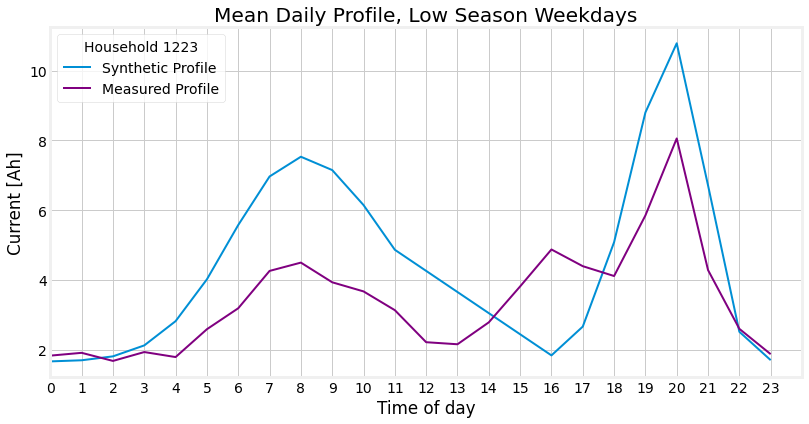 Mean Daily Profile, Low Season Weekdays
Household 1223
Synthetic Profile
Measured Profile
Current [Ah]
10
8
6
4
2
0 1 2 3 4 5 6 7 8 9 10 11 12 13 14 15 16 17 18 19 20 21 22 23
Time of day